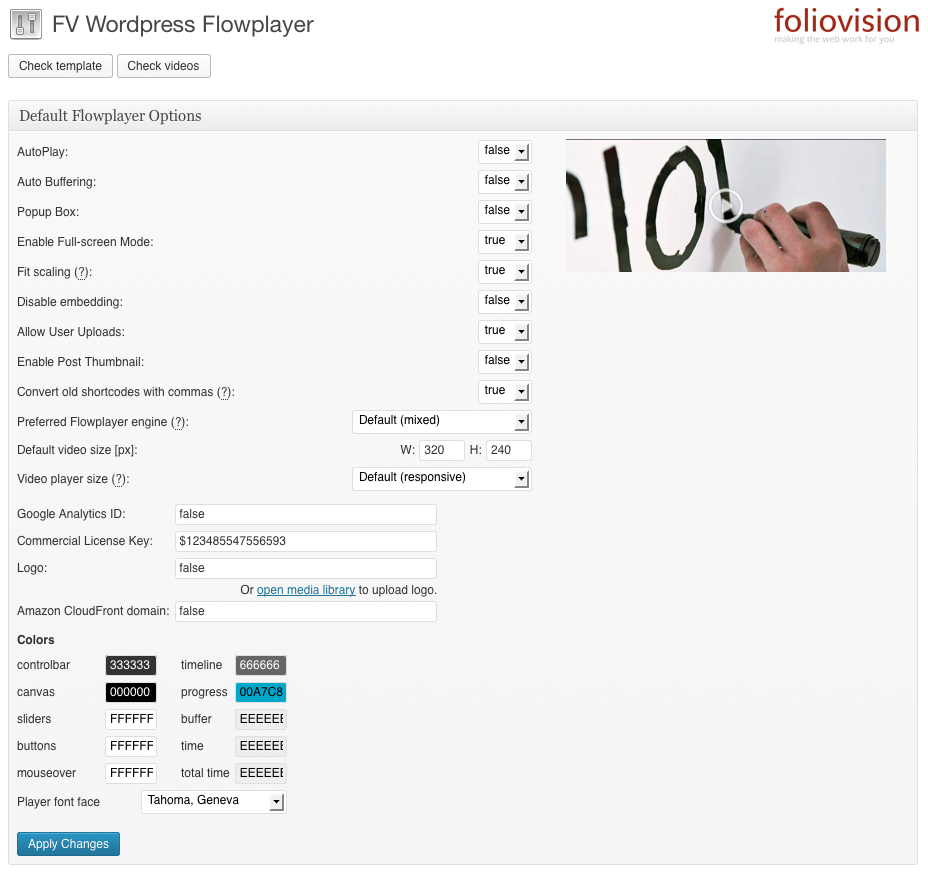 FV Wordpress Flowplayer
foliovision
making the web work for you
Check template Check videos
Default Flowplayer Options
AutoPlay: false
Auto Buffering: false
Popup Box: false
Enable Full-screen Mode: true
Fit scaling (?): true
Disable embedding: false
Allow User Uploads: true
Enable Post Thumbnail: false
Convert old shortcodes with commas (?): true
Preferred Flowplayer engine (?): Default (mixed)
Default video size [px]: W: 320 H: 240
Video player size (?): Default (responsive)
Google Analytics ID: false
Commercial License Key: $123485547556593
Logo: false
Or open media library to upload logo.
Amazon CloudFront domain: false
Colors
controlbar 333333 timeline 666666
canvas 000000 progress 00A7C8
sliders FFFFFF buffer EEEEEE
buttons FFFFFF time EEEEEE
mouseover FFFFFF total time EEEEEE
Player font face Tahoma, Geneva
Apply Changes